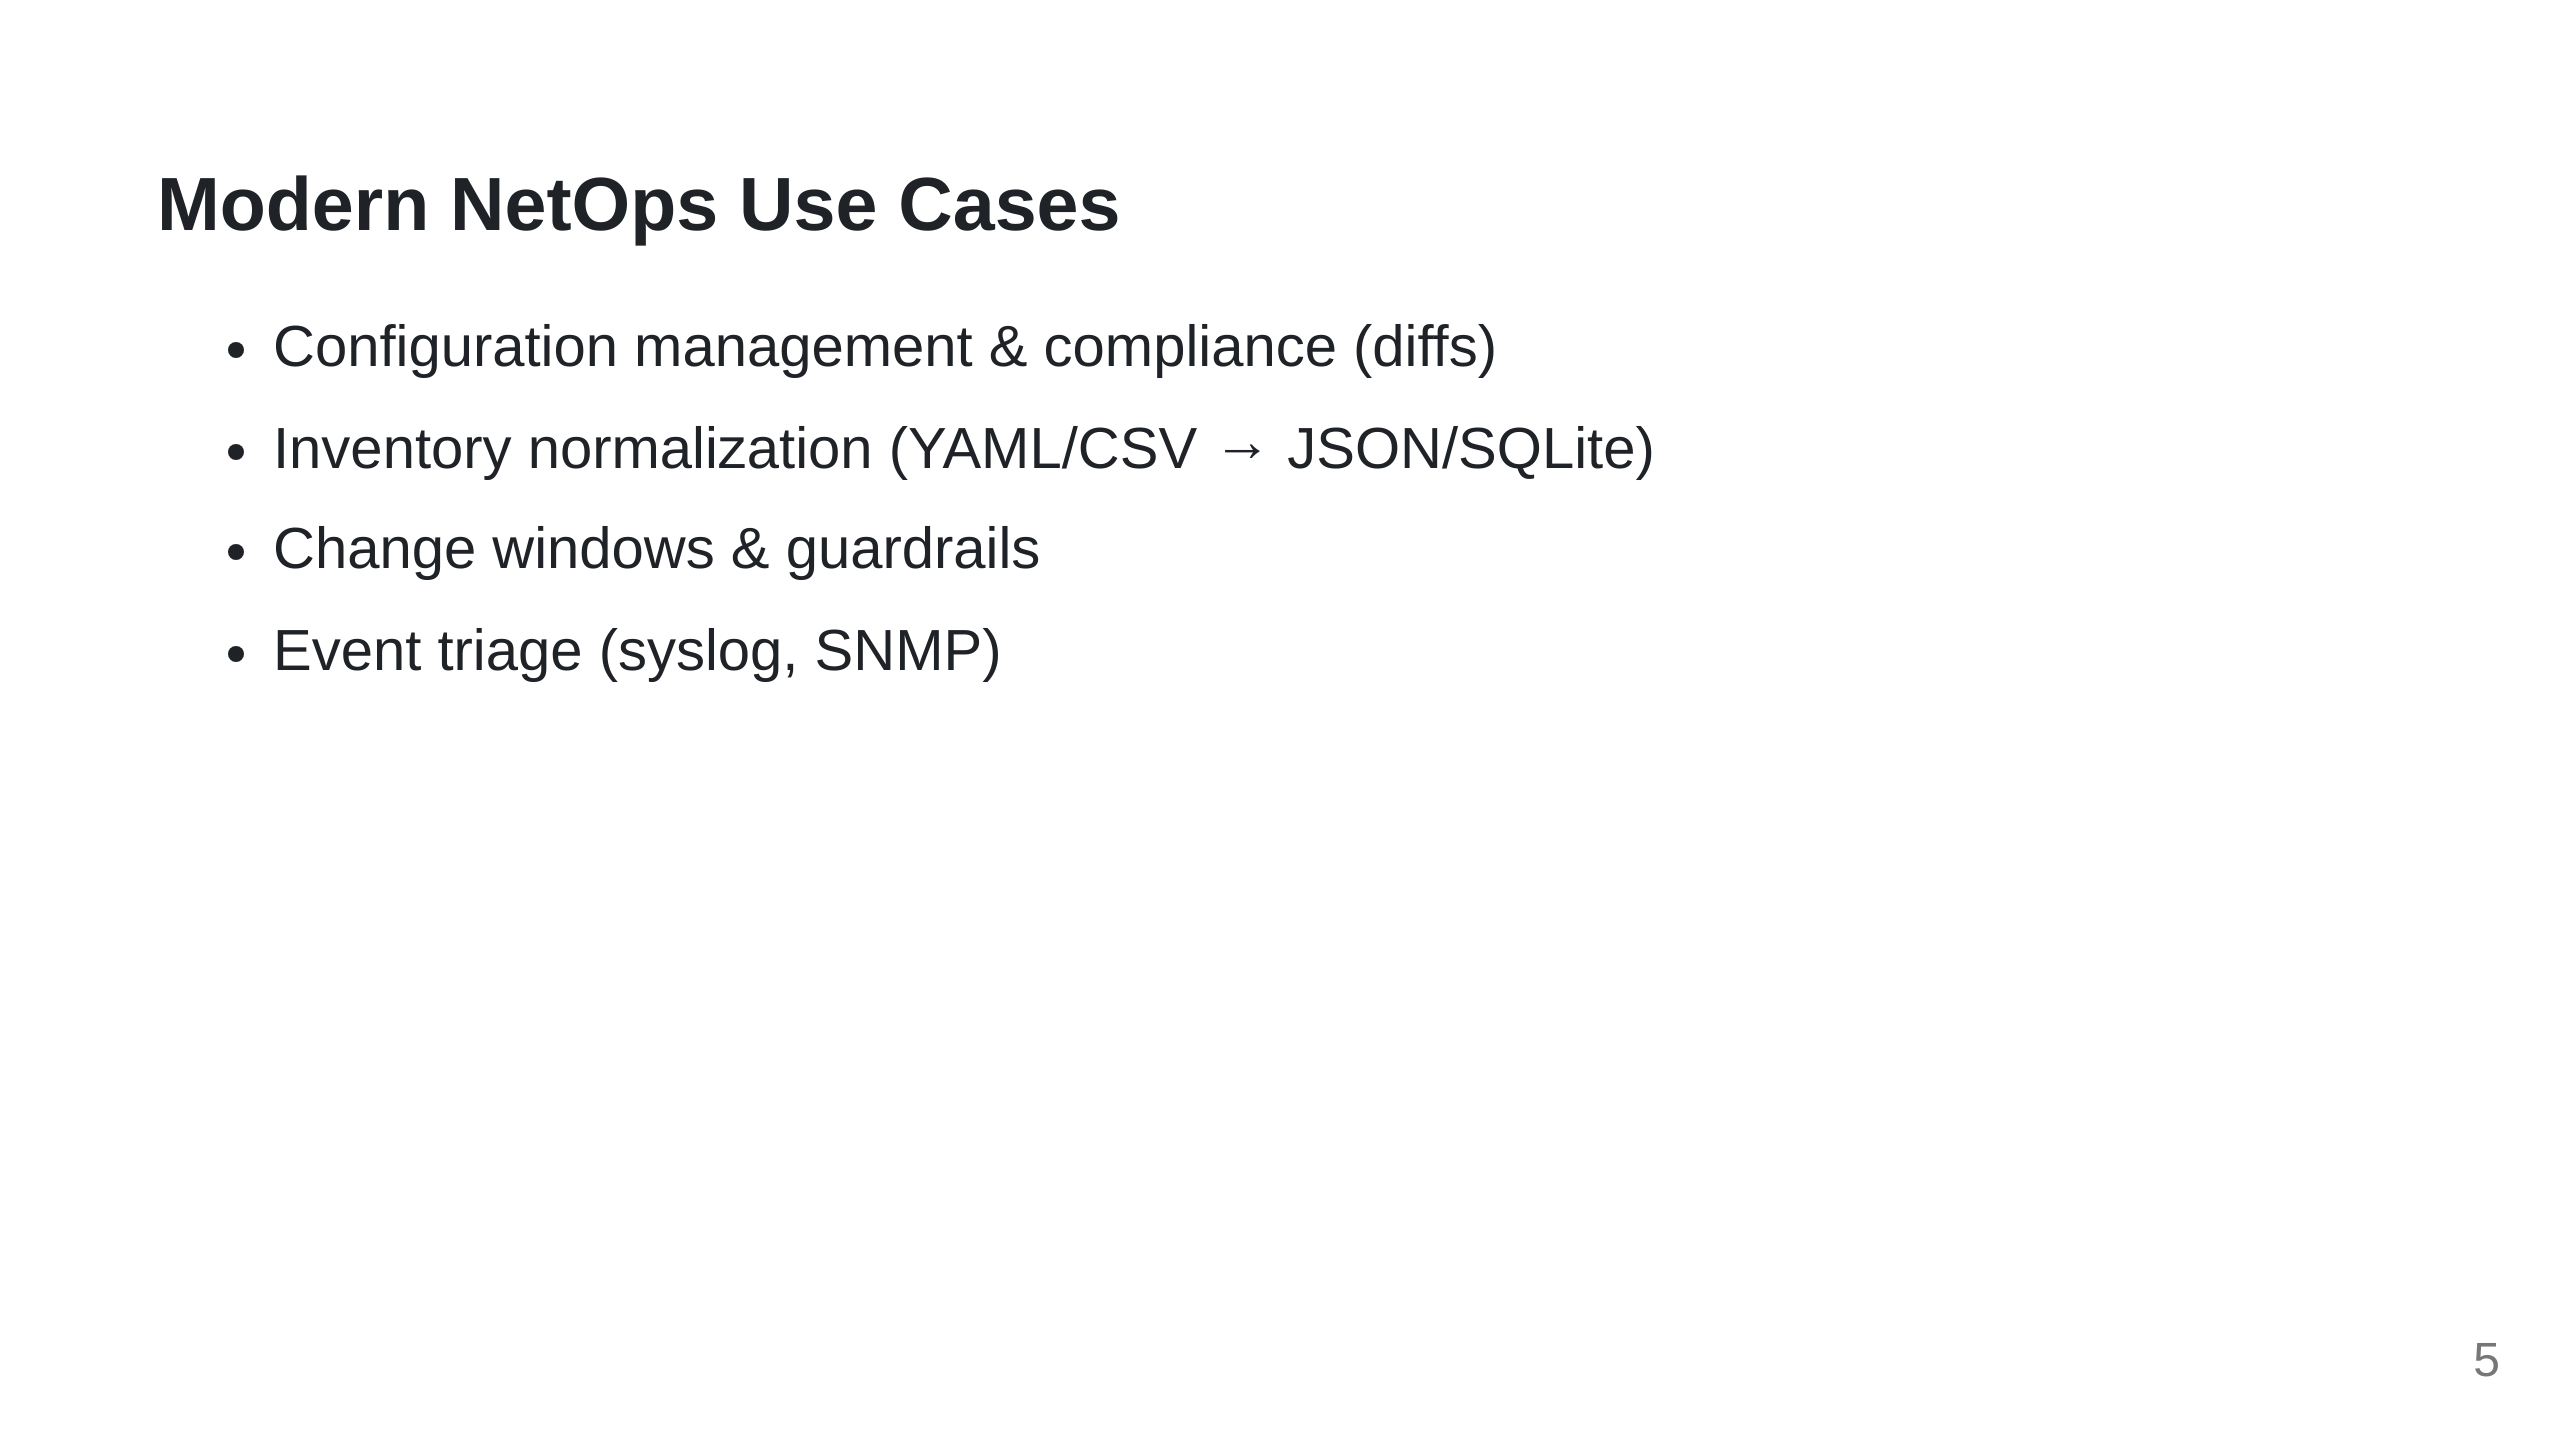 Modern NetOps Use Cases
• Configuration management & compliance (diffs)
• Inventory normalization (YAML/CSV → JSON/SQLite)
• Change windows & guardrails
• Event triage (syslog, SNMP)
5